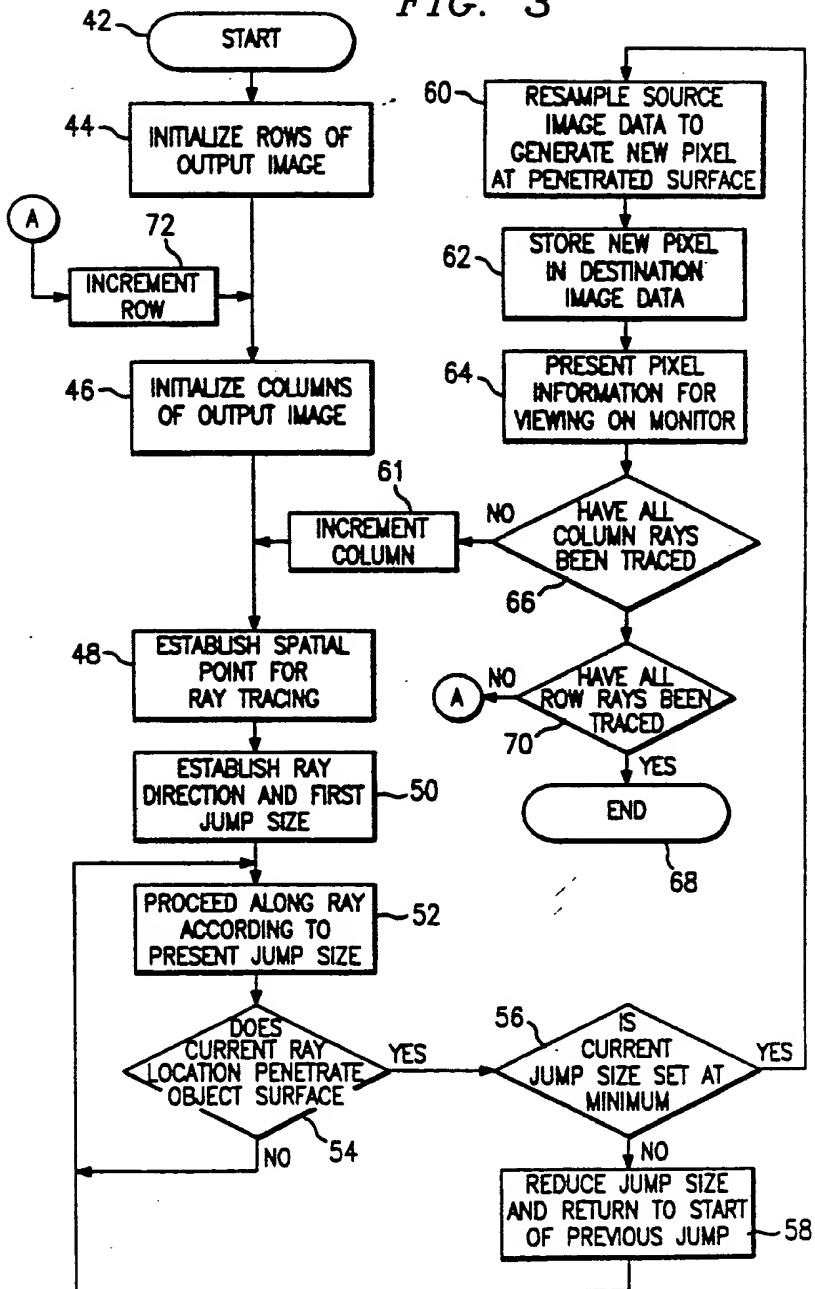 FIG. 3
42
START
44
INITIALIZE ROWS OF
OUTPUT IMAGE
A
72
INCREMENT
ROW
46
INITIALIZE COLUMNS
OF OUTPUT IMAGE
61
INCREMENT
COLUMN
48
ESTABLISH SPATIAL
POINT FOR
RAY TRACING
ESTABLISH RAY
DIRECTION AND FIRST
JUMP SIZE
50
PROCEED ALONG RAY
ACCORDING TO
PRESENT JUMP SIZE
52
DOES
CURRENT RAY
LOCATION PENETRATE
OBJECT SURFACE
54
YES
NO
56
IS
CURRENT
JUMP SIZE SET AT
MINIMUM
YES
NO
REDUCE JUMP SIZE
AND RETURN TO START
OF PREVIOUS JUMP
58
60
RESAMPLE SOURCE
IMAGE DATA TO
GENERATE NEW PIXEL
AT PENETRATED SURFACE
62
STORE NEW PIXEL
IN DESTINATION
IMAGE DATA
64
PRESENT PIXEL
INFORMATION FOR
VIEWING ON MONITOR
NO
HAVE ALL
COLUMN RAYS
BEEN TRACED
66
A
NO
HAVE ALL
ROW RAYS BEEN
TRACED
70
YES
END
68